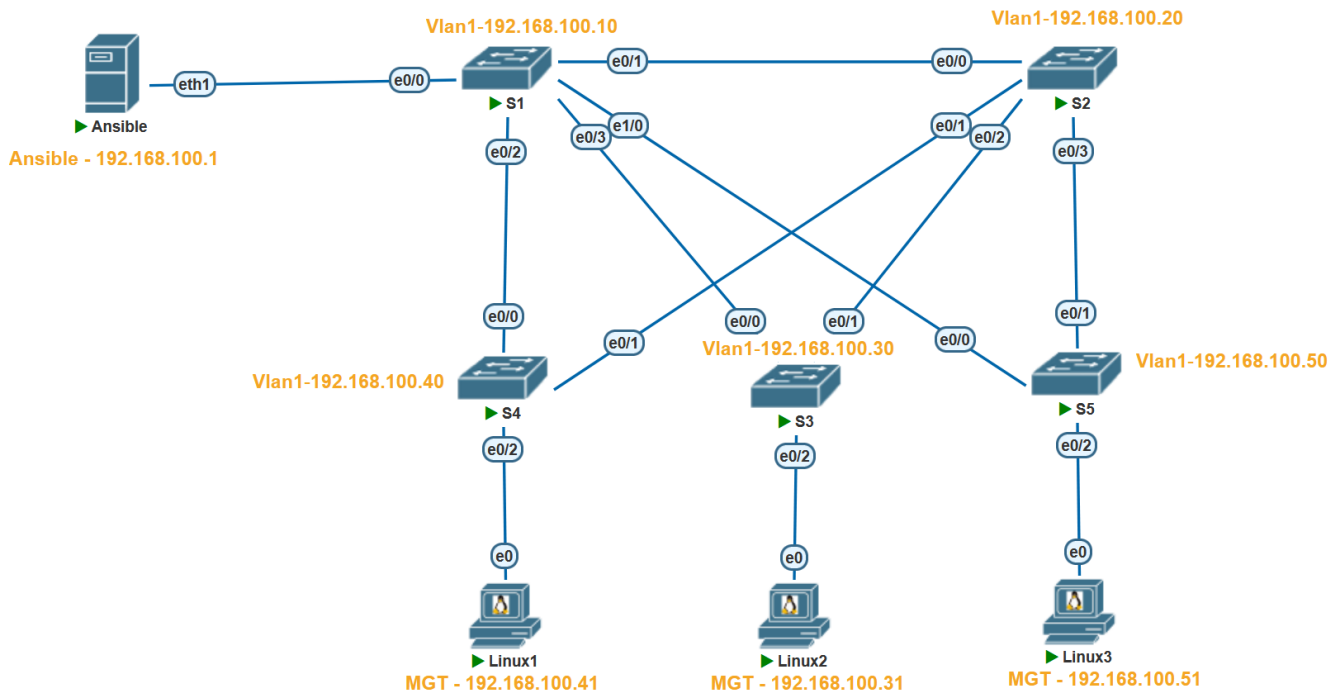 Vlan1-192.168.100.10
Vlan1-192.168.100.20
eth1
e0/0
e0/1
e0/0
S1
S2
Ansible
Ansible - 192.168.100.1
e0/2
e0/3
e1/0
e0/1
e0/2
e0/3
e0/0
e0/1
e0/0
e0/1
e0/0
e0/1
Vlan1-192.168.100.30
Vlan1-192.168.100.40
Vlan1-192.168.100.50
S4
S3
S5
e0/2
e0/2
e0/2
e0
e0
e0
Linux1
Linux2
Linux3
MGT - 192.168.100.41
MGT - 192.168.100.31
MGT - 192.168.100.51